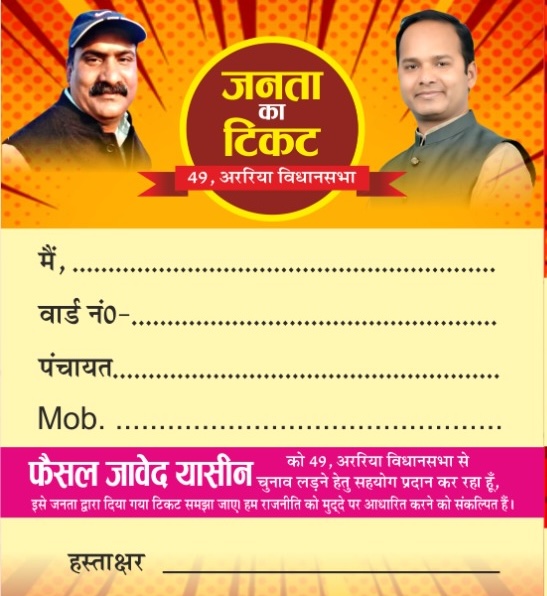 जनता
का
टिकट
49, अररिया विधानसभा
मैं, ........................................................
वार्ड नं0-................................................
पंचायत..................................................
Mob. ..........................................
फैसल जावेद यासीन को 49, अररिया विधानसभा से
चुनाव लड़ने हेतु सहयोग प्रदान कर रहा हूँ,
इसे जनता द्वारा दिया गया टिकट समझा जाए। हम राजनीति को मुद्दे पर आधारित करने को संकल्पित हैं।
हस्ताक्षर ____________________